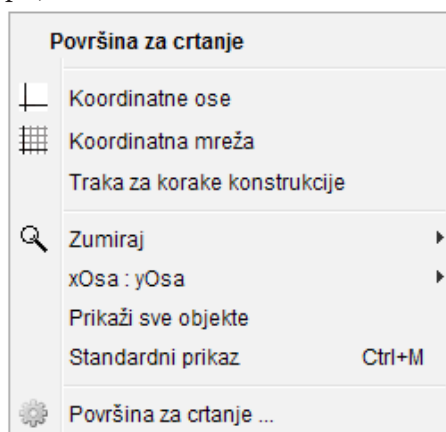 Površina za crtanje
Koordinatne ose
Koordinatna mreža
Traka za korake konstrukcije
Zumiraj
xOsa : yOsa
Prikaži sve objekte
Standardni prikaz Ctrl+M
Površina za crtanje ...